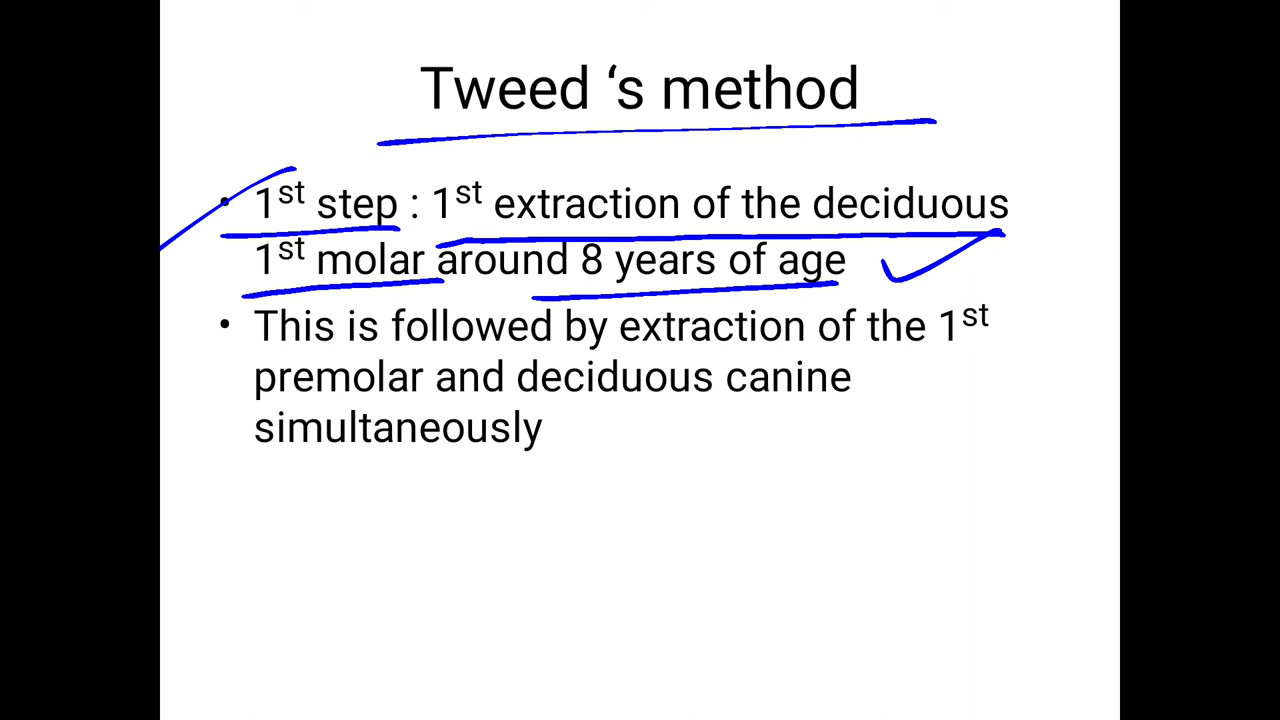 Tweed ‘s method
• 1st step : 1st extraction of the deciduous
1st molar around 8 years of age
• This is followed by extraction of the 1st
premolar and deciduous canine
simultaneously